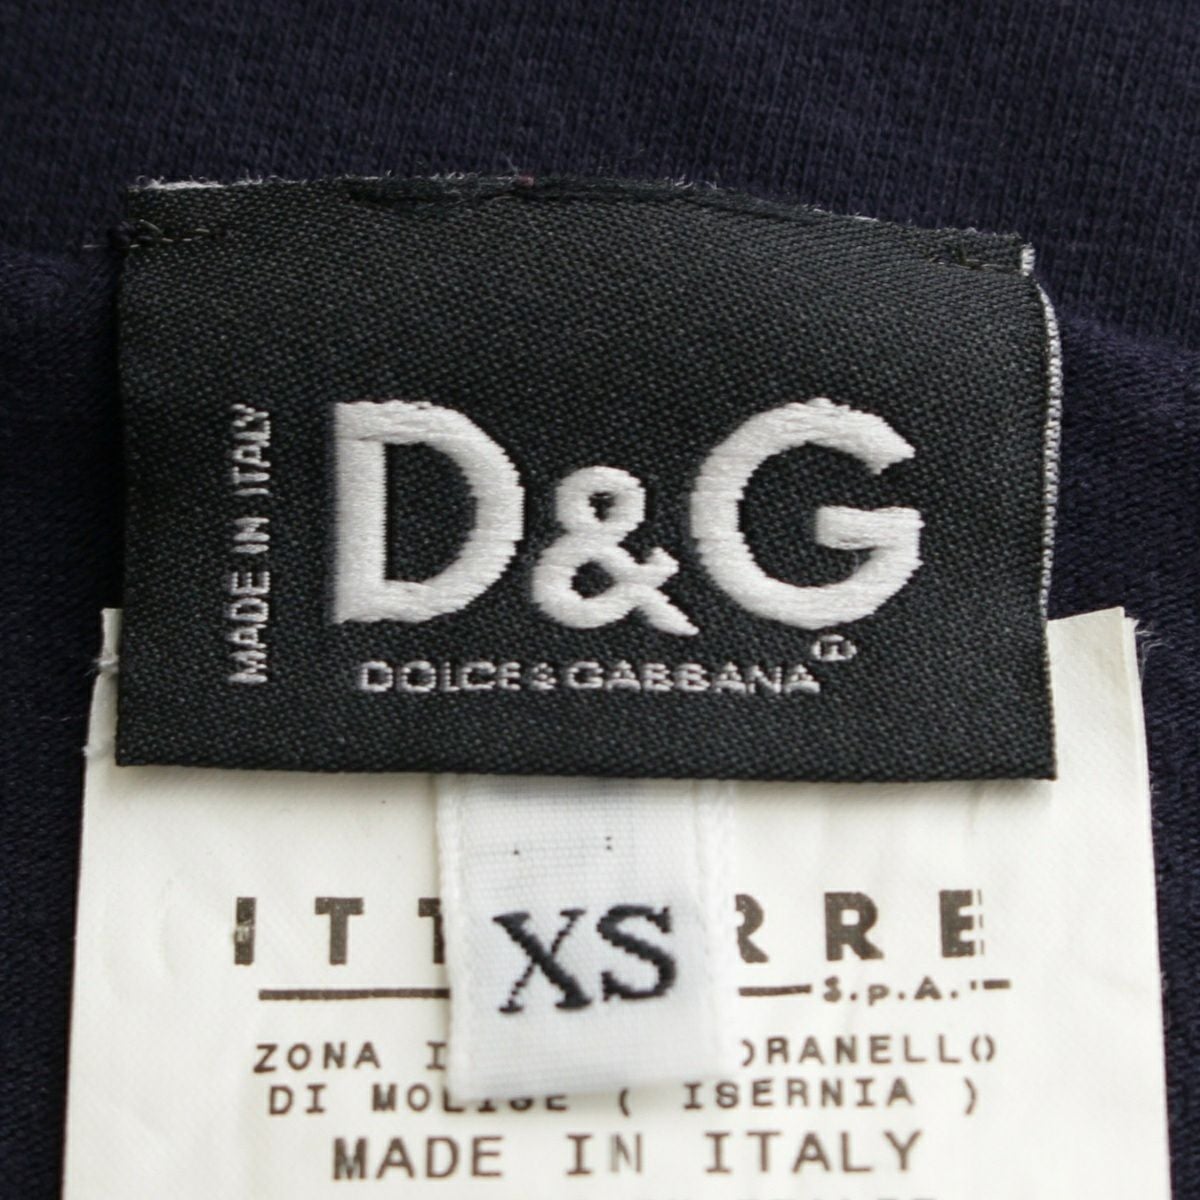 MADE IN ITALY
D&G
DOLCE & GABBANA ®
XS
S.p.A.
ZONA
DI MOLISE ( ISERNIA )
MADE IN ITALY